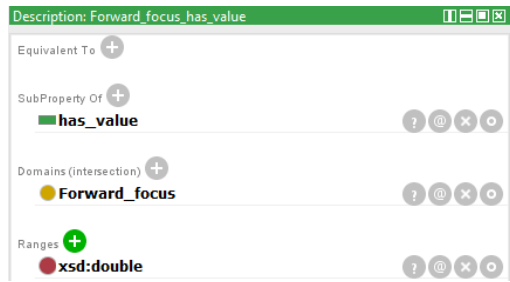 Description: Forward_focus_has_value
Equivalent To
SubProperty Of
has_value
Domains (intersection)
Forward_focus
Ranges
xsd:double